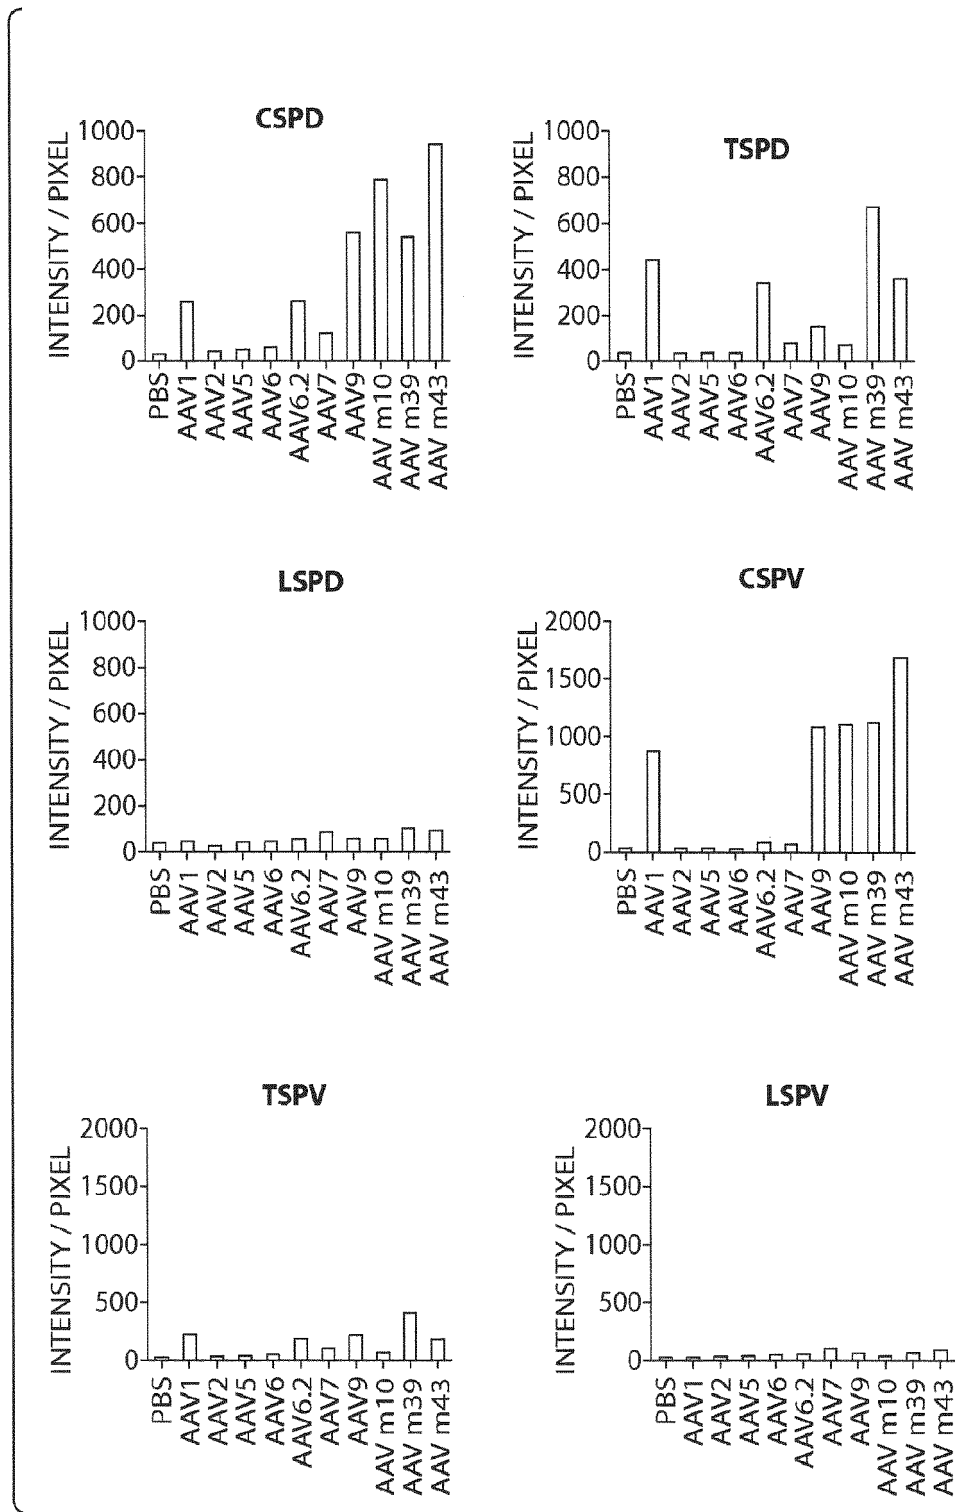 CSPD
INTENSITY / PIXEL
1000
800
600
400
200
0
PBS
AAV1
AAV2
AAV5
AAV6
AAV6.2
AAV7
AAV9
AAV m10
AAV m39
AAV m43
TSPD
INTENSITY / PIXEL
1000
800
600
400
200
0
PBS
AAV1
AAV2
AAV5
AAV6
AAV6.2
AAV7
AAV9
AAV m10
AAV m39
AAV m43
LSPD
INTENSITY / PIXEL
1000
800
600
400
200
0
PBS
AAV1
AAV2
AAV5
AAV6
AAV6.2
AAV7
AAV9
AAV m10
AAV m39
AAV m43
CSPV
INTENSITY / PIXEL
2000
1500
1000
500
0
PBS
AAV1
AAV2
AAV5
AAV6
AAV6.2
AAV7
AAV9
AAV m10
AAV m39
AAV m43
TSPV
INTENSITY / PIXEL
2000
1500
1000
500
0
PBS
AAV1
AAV2
AAV5
AAV6
AAV6.2
AAV7
AAV9
AAV m10
AAV m39
AAV m43
LSPV
INTENSITY / PIXEL
2000
1500
1000
500
0
PBS
AAV1
AAV2
AAV5
AAV6
AAV6.2
AAV7
AAV9
AAV m10
AAV m39
AAV m43